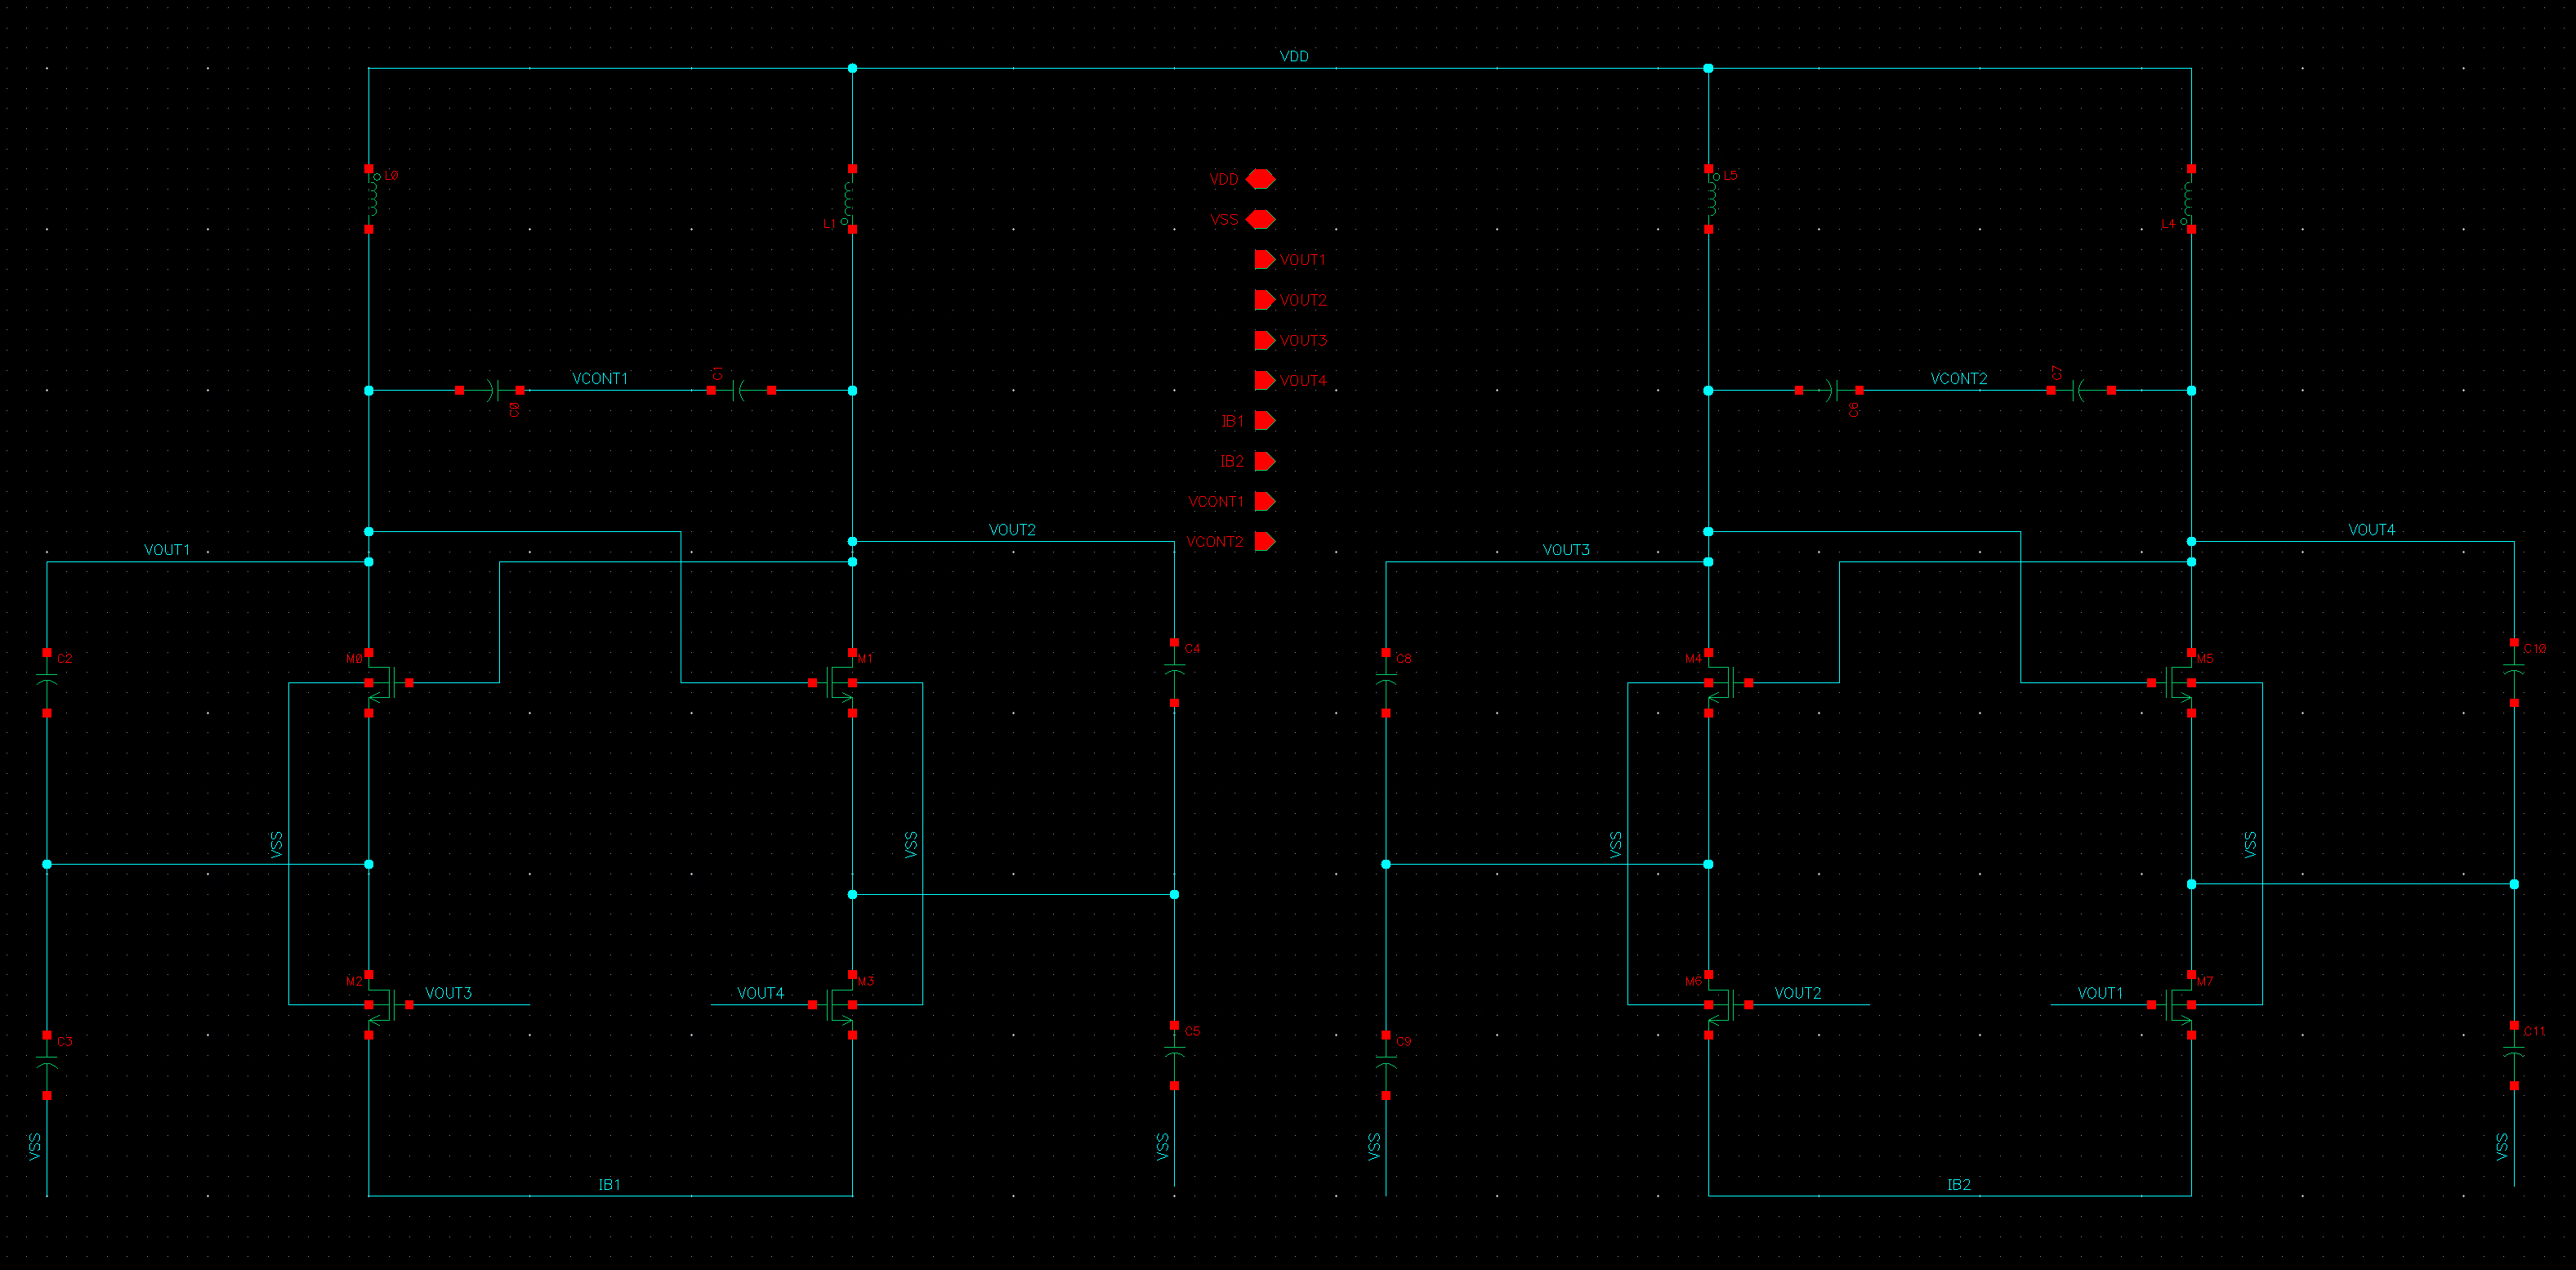 VDD
L0
L1
VDD
VSS
VOUT1
VOUT2
VOUT3
VOUT4
IB1
IB2
VCONT1
VCONT2
L5
L4
VCONT1
C0
C1
VCONT2
C6
C7
VOUT1
VOUT2
VOUT3
VOUT4
C2
M0
M1
C4
C8
M4
M5
C10
VSS
VSS
VSS
VSS
M2
VOUT3
VOUT4
M3
M6
VOUT2
VOUT1
M7
C3
C5
C9
C11
VSS
VSS
VSS
VSS
IB1
IB2